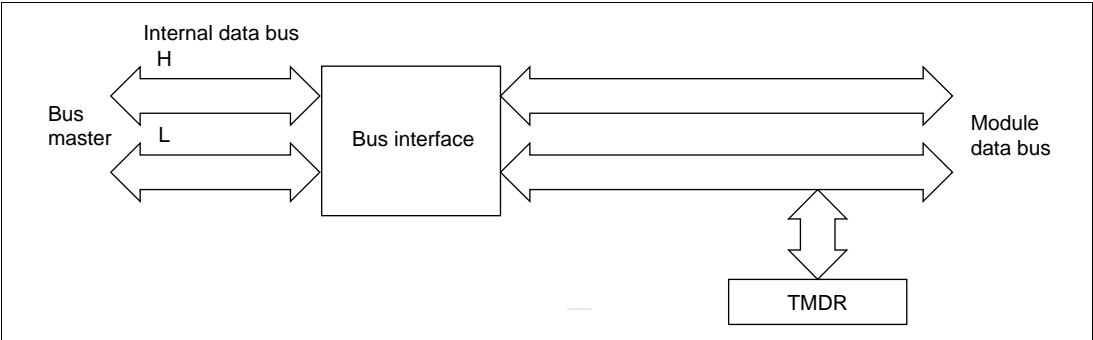 Internal data bus
H
Bus
master
L
Bus interface
Module
data bus
TMDR